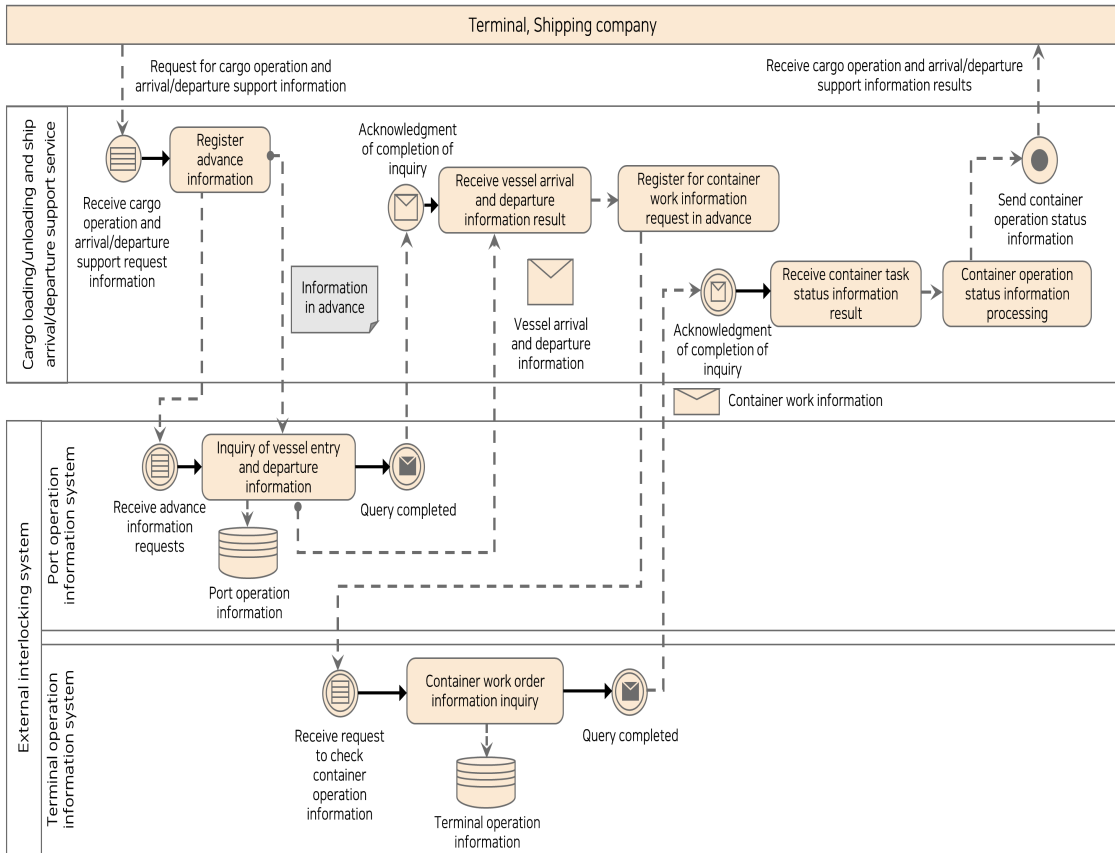 Terminal, Shipping company
Request for cargo operation and
arrival/departure support information
Receive cargo operation and arrival/departure
support information results
Cargo loading/unloading and ship
arrival/departure support service
Receive cargo
operation and
arrival/departure
support request
information
Register
advance
information
Information
in advance
Acknowledgment
of completion of
inquiry
Receive vessel arrival
and departure
information result
Register for container
work information
request in advance
Vessel arrival
and departure
information
Acknowledgment
of completion of
inquiry
Receive container task
status information
result
Container operation
status information
processing
Send container
operation status
information
Container work information
External interlocking system
Port operation
information system
Receive advance
information
requests
Inquiry of vessel entry
and departure
information
Query completed
Port operation
information
Terminal operation
information system
Receive request
to check
container
operation
information
Container work order
information inquiry
Query completed
Terminal operation
information